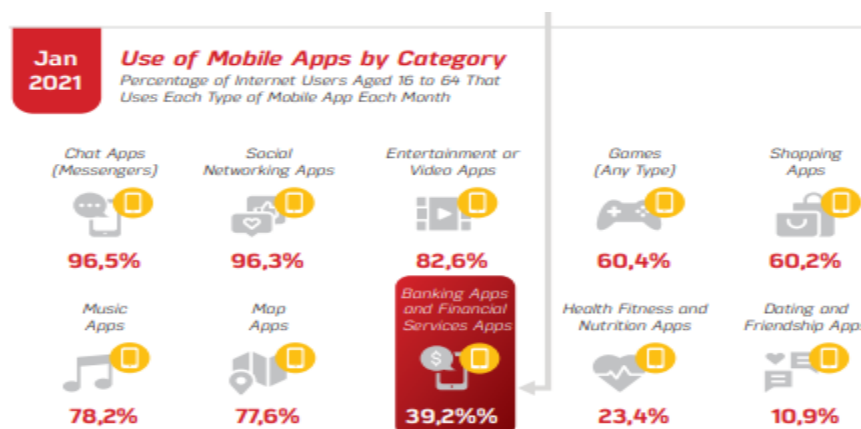 Jan
2021
Use of Mobile Apps by Category
Percentage of Internet Users Aged 16 to 64 That
Uses Each Type of Mobile App Each Month
Chat Apps
(Messengers)
96,5%
Social
Networking Apps
96,3%
Entertainment or
Video Apps
82,6%
Games
(Any Type)
60,4%
Shopping
Apps
60,2%
Music
Apps
78,2%
Map
Apps
77,6%
Banking Apps
and Financial
Services Apps
$
39,2%%
Health Fitness and
Nutrition Apps
23,4%
Dating and
Friendship App
10,9%